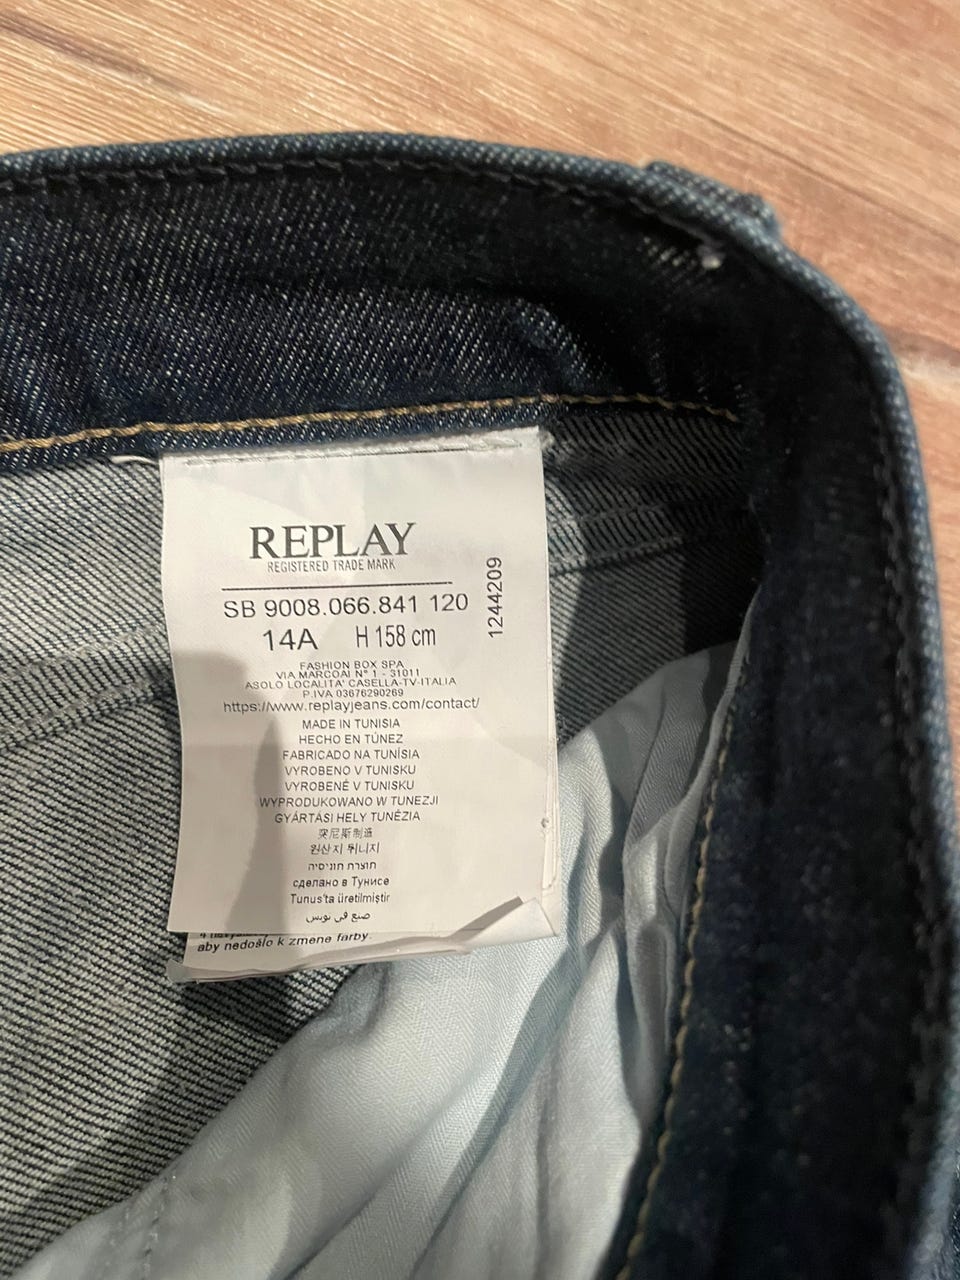 REPLAY
REGISTERED TRADE MARK
SB 9008.066.841 120
14A H 158 cm
1244209
FASHION BOX SPA
VIA MARCOAI N° 1 - 31011
ASOLO LOCALITA' CASELLA-TV-ITALIA
P.IVA 03676290269
https://www.replayjeans.com/contact/
MADE IN TUNISIA
HECHO EN TÚNEZ
FABRICADO NA TUNÍSIA
VYROBENO V TUNISKU
VYROBENÉ V TUNISKU
WYPRODUKOWANO W TUNEZJI
GYÁRTÁSI HELY TUNÉZIA
突尼斯制造
원산지 튀니지
תוצרת תוניסיה
сделано в Тунисе
Tunus'ta üretilmiştir
صنع في تونس
aby nedošlo k zmene farby.